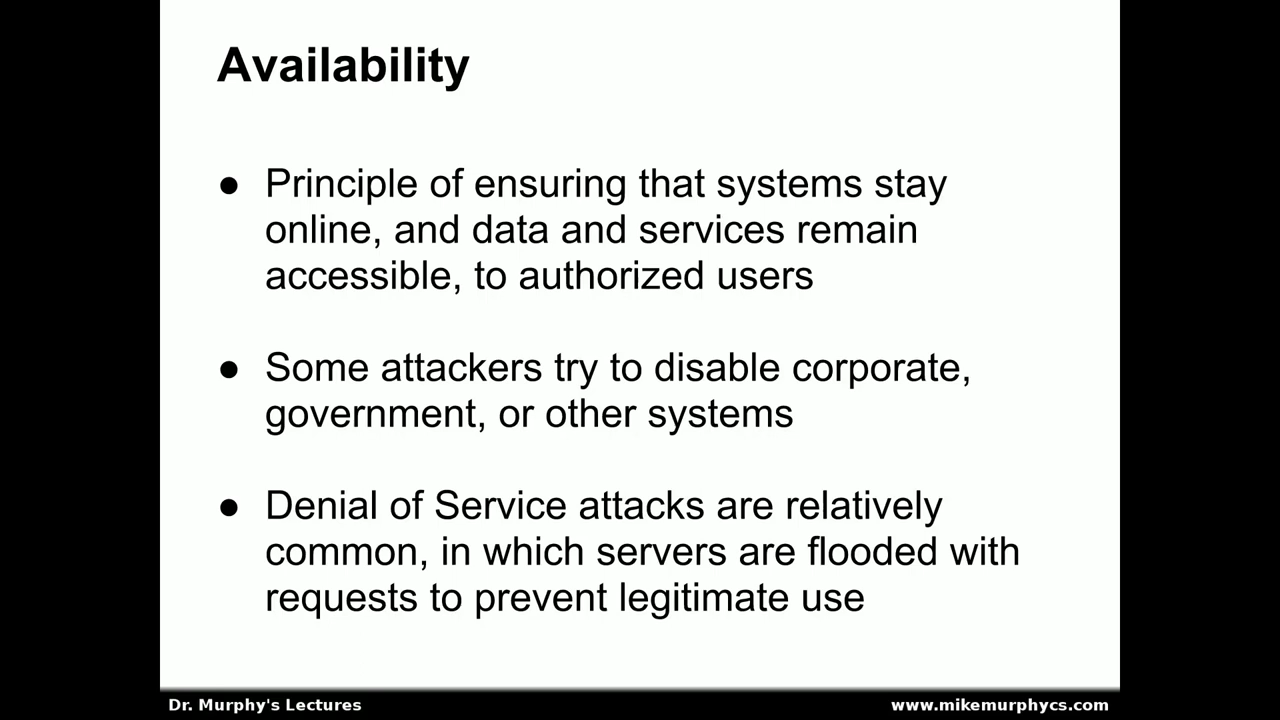 Availability
● Principle of ensuring that systems stay
online, and data and services remain
accessible, to authorized users
● Some attackers try to disable corporate,
government, or other systems
● Denial of Service attacks are relatively
common, in which servers are flooded with
requests to prevent legitimate use
Dr. Murphy's Lectures
www.mikemurphycs.com